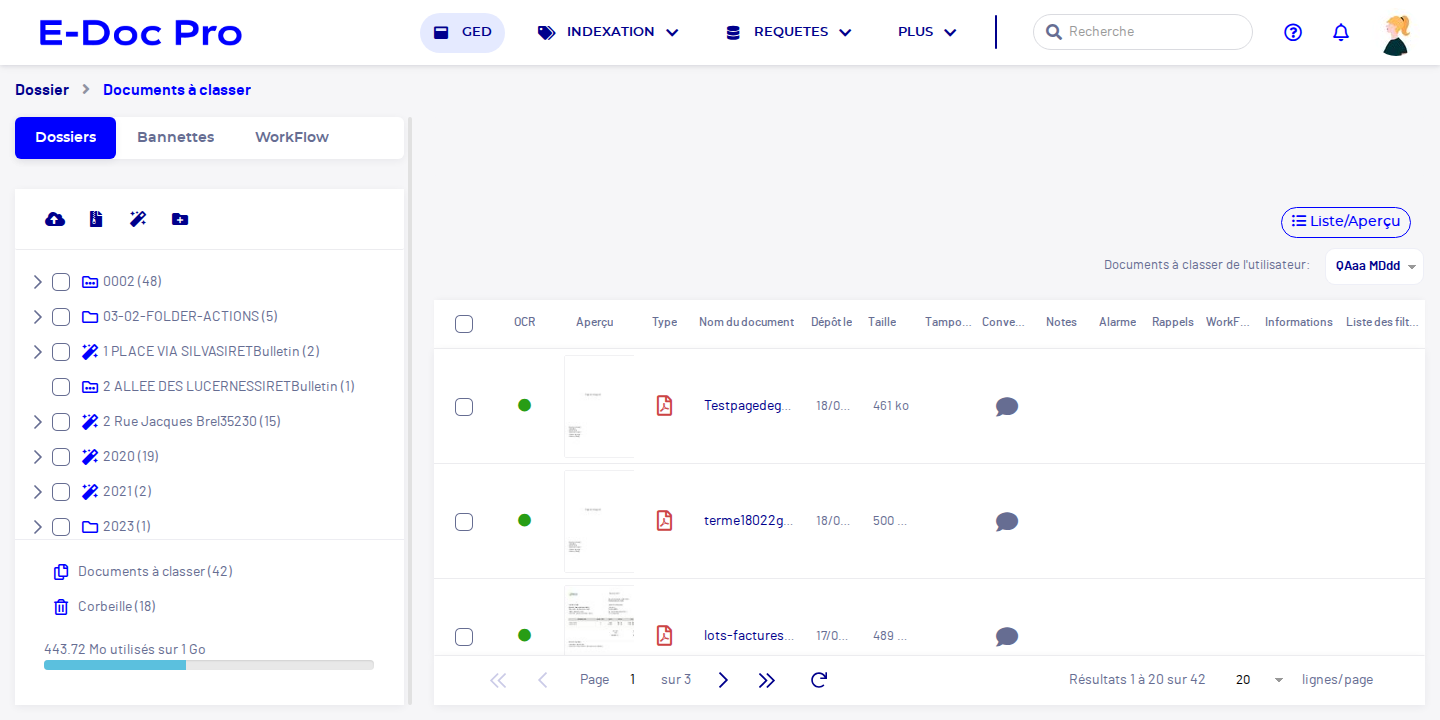 E-Doc Pro
GED
INDEXATION
REQUETES
PLUS
Recherche
Dossier
Documents à classer
Dossiers
Bannettes
WorkFlow
Liste/Aperçu
Documents à classer de l'utilisateur:
QAaa MDdd
0002 (48)
03-02-FOLDER-ACTIONS (5)
1 PLACE VIA SILVASIRETBulletin (2)
2 ALLEE DES LUCERNESSIRETBulletin (1)
2 Rue Jacques Brel35230 (15)
2020 (19)
2021 (2)
2023 (1)
Documents à classer (42)
Corbeille (18)
443.72 Mo utilisés sur 1 Go
OCR
Aperçu
Type
Nom du document
Dépôt le
Taille
Tampo...
Conve...
Notes
Alarme
Rappels
WorkF...
Informations
Liste des filt...
Testpagedeg...
18/0...
461 ko
terme18022g...
18/0...
500 ...
lots-factures...
17/0...
489 ...
Page 1 sur 3
Résultats 1 à 20 sur 42
20
lignes/page